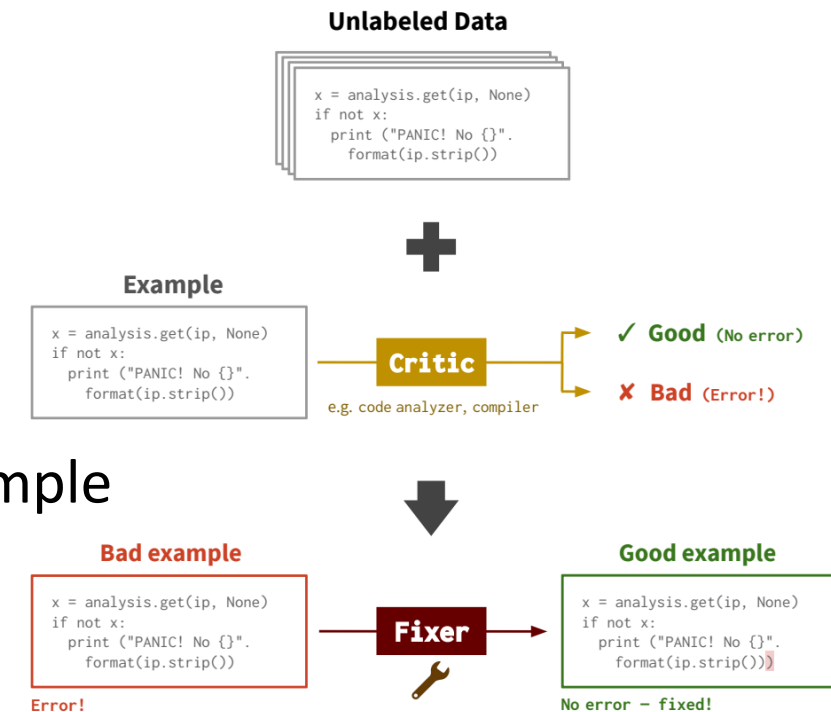 Unlabeled Data
x = analysis.get(ip, None)
if not x:
print ("PANIC! No {}".
format(ip.strip())
Example
x = analysis.get(ip, None)
if not x:
print ("PANIC! No {}".
format(ip.strip())
Critic
e.g. code analyzer, compiler
✓ Good (No error)
✘ Bad (Error!)
mple
Bad example
x = analysis.get(ip, None)
if not x:
print ("PANIC! No {}".
format(ip.strip())
Error!
Fixer
Good example
x = analysis.get(ip, None)
if not x:
print ("PANIC! No {}".
format(ip.strip()))
No error – fixed!